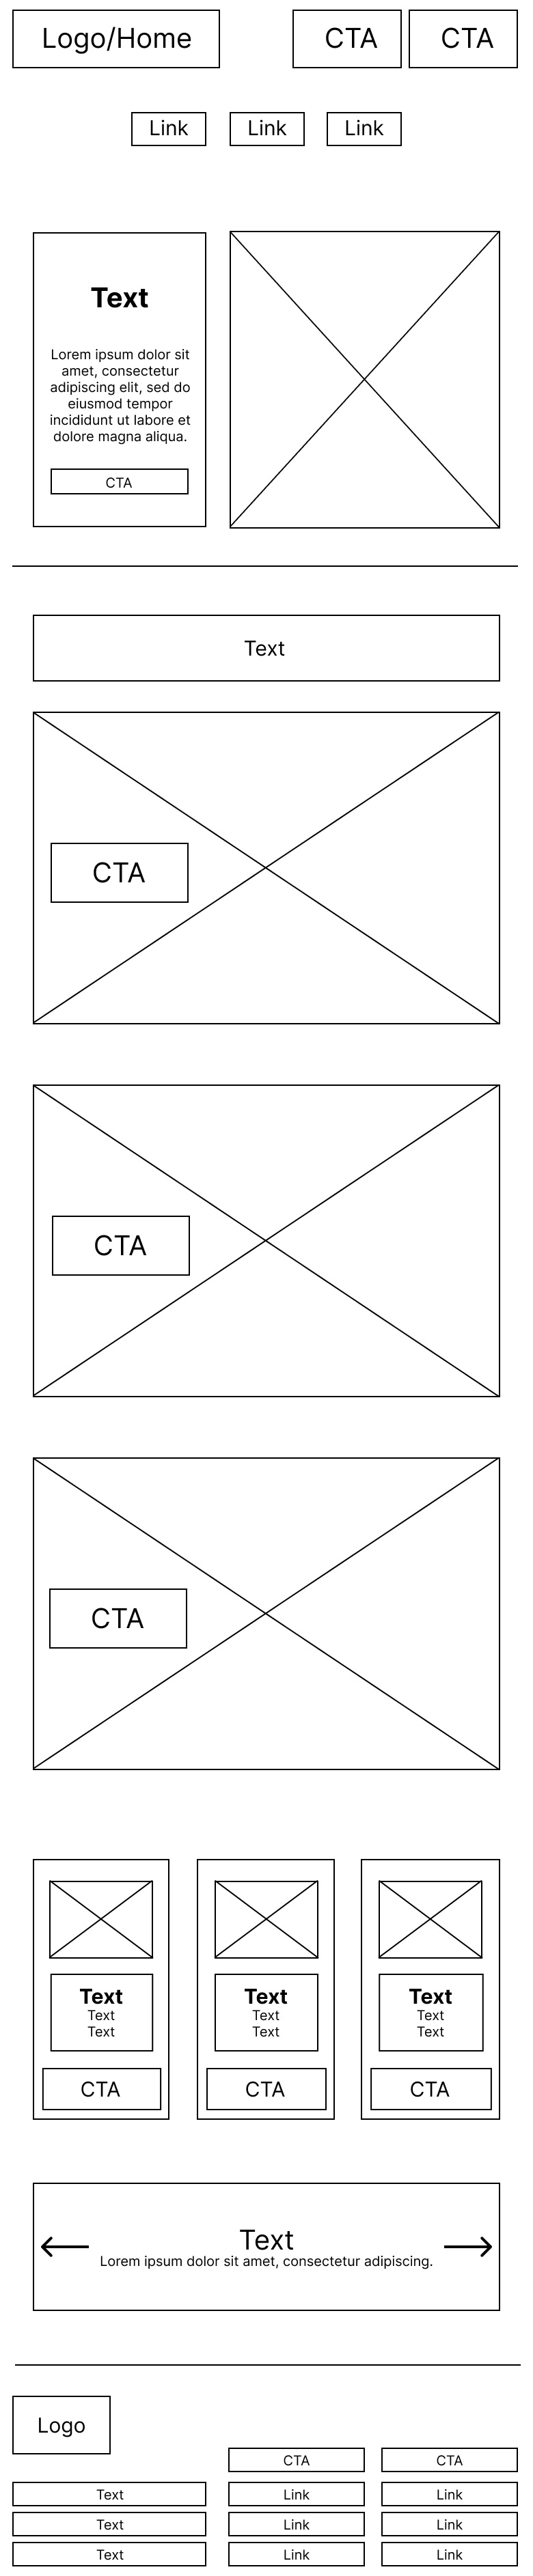 Logo/Home
CTA
CTA
Link
Link
Link
Text
Lorem ipsum dolor sit
amet, consectetur
adipiscing elit, sed do
eiusmod tempor
incididunt ut labore et
dolore magna aliqua.
CTA
Text
CTA
CTA
CTA
Text
Text
Text
CTA
Text
Text
Text
CTA
Text
Text
Text
CTA
Text
Lorem ipsum dolor sit amet, consectetur adipiscing.
Logo
Text
Text
Text
CTA
Link
Link
Link
CTA
Link
Link
Link